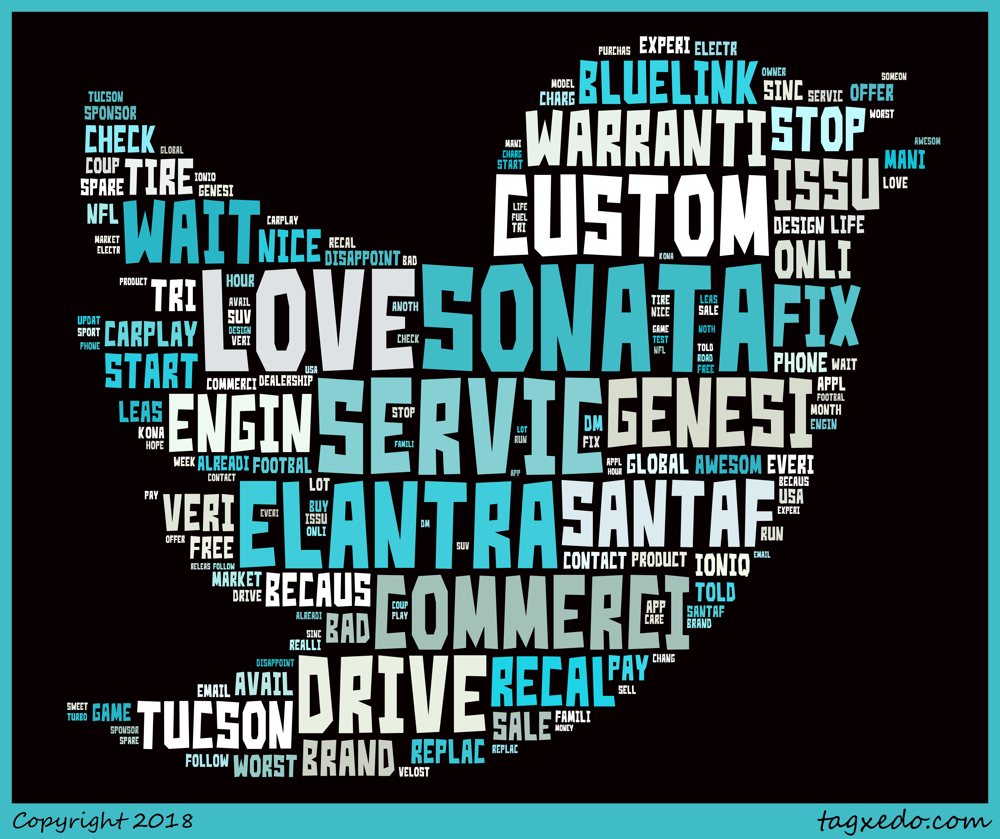 PURCHAS EXPERI ELECTR
BLUELINK OWNER SOMEON
MODEL CHARG SINC SERVIC OFFER
TUCSON
SPONSOR
WARRANTI STOP WORST
CHECK GLOBAL
MANI CHARG START
AWESOM
MANI
COUP TIRE IONIQ
SPARE GENESI
CUSTOM ISSU LOVE
LIFE FUEL TRI
NFL WAIT CARPLAY
DESIGN LIFE
MARKET ELECTR
NICE RECAL
DISAPPOINT BAD
KONA ONLI
PRODUCT TRI
LOVE SONATA FIX
HOUR
AVAIL
SUV
DESIGN
VERI
ANOTH
CHECK
TIRE
NICE
GAME
TEST
NFL
LEAS
SALE
NOTH
TOLD
ROAD
FREE
UPDAT
SPORT
PHONE
CARPLAY
START
PHONE WAIT
USA
COMMERCI DEALERSHIP
APPL
FOOTBAL
MONTH
ENGIN
LEAS ENGIN SERVIC GENESI
STOP
FAMILI
LOT
RUN
DM
FIX
APP
KONA
HOPE
WEEK ALREADI FOOTBAL
CONTACT
APPL
HOUR
GLOBAL AWESOM EVERI
BECAUS
USA
EXPERI
PAY
VERI ELANTRA SANTAF
EVERI
LOT
BUY
ISSU
ONLI
DM
SUV
RUN
OFFER FREE
RELEAS FOLLOW
CONTACT PRODUCT IONIQ EMAIL
MARKET
DRIVE
BECAUS COMMERCI TOLD
COUP
PLAY
APP
CARE
SANTAF
BRAND
ALREADI BAD
SINC
REALLI
DISAPPOINT
AVAIL
EMAIL
DRIVE RECAL PAY CHANG
SELL
SWEET
TURBO
GAME TUCSON
SPONSOR
SPARE
SALE FAMILI
MONEY
FOLLOW WORST BRAND REPLAC REPLAC
VELOST
Copyright 2018 tagxedo.com